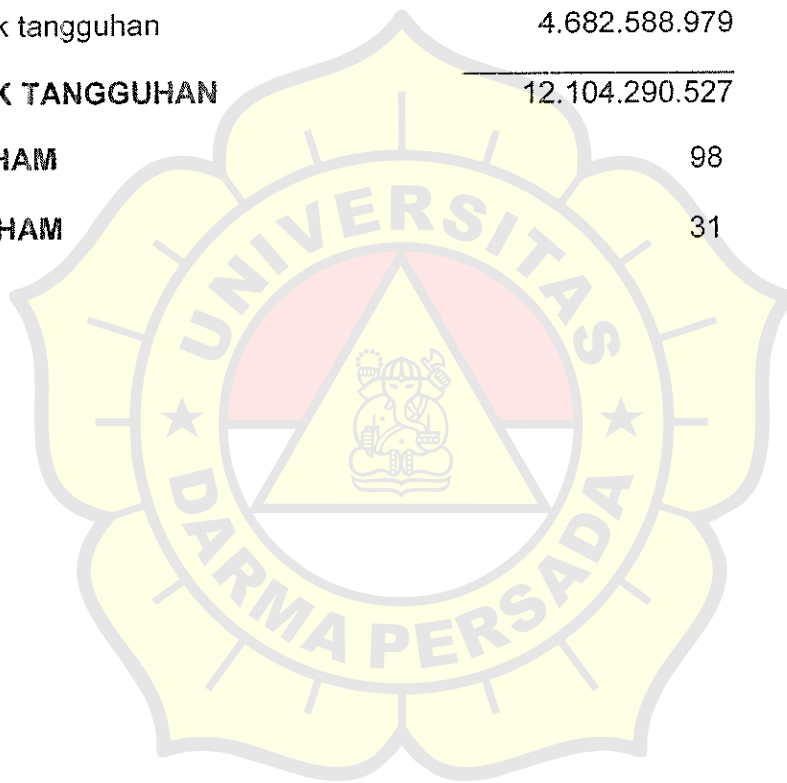 k tangguhan 4.682.588.979
K TANGGUHAN 12.104.290.527
HAM 98
HAM 31
UNIVERSITAS
DARMA PERSADA